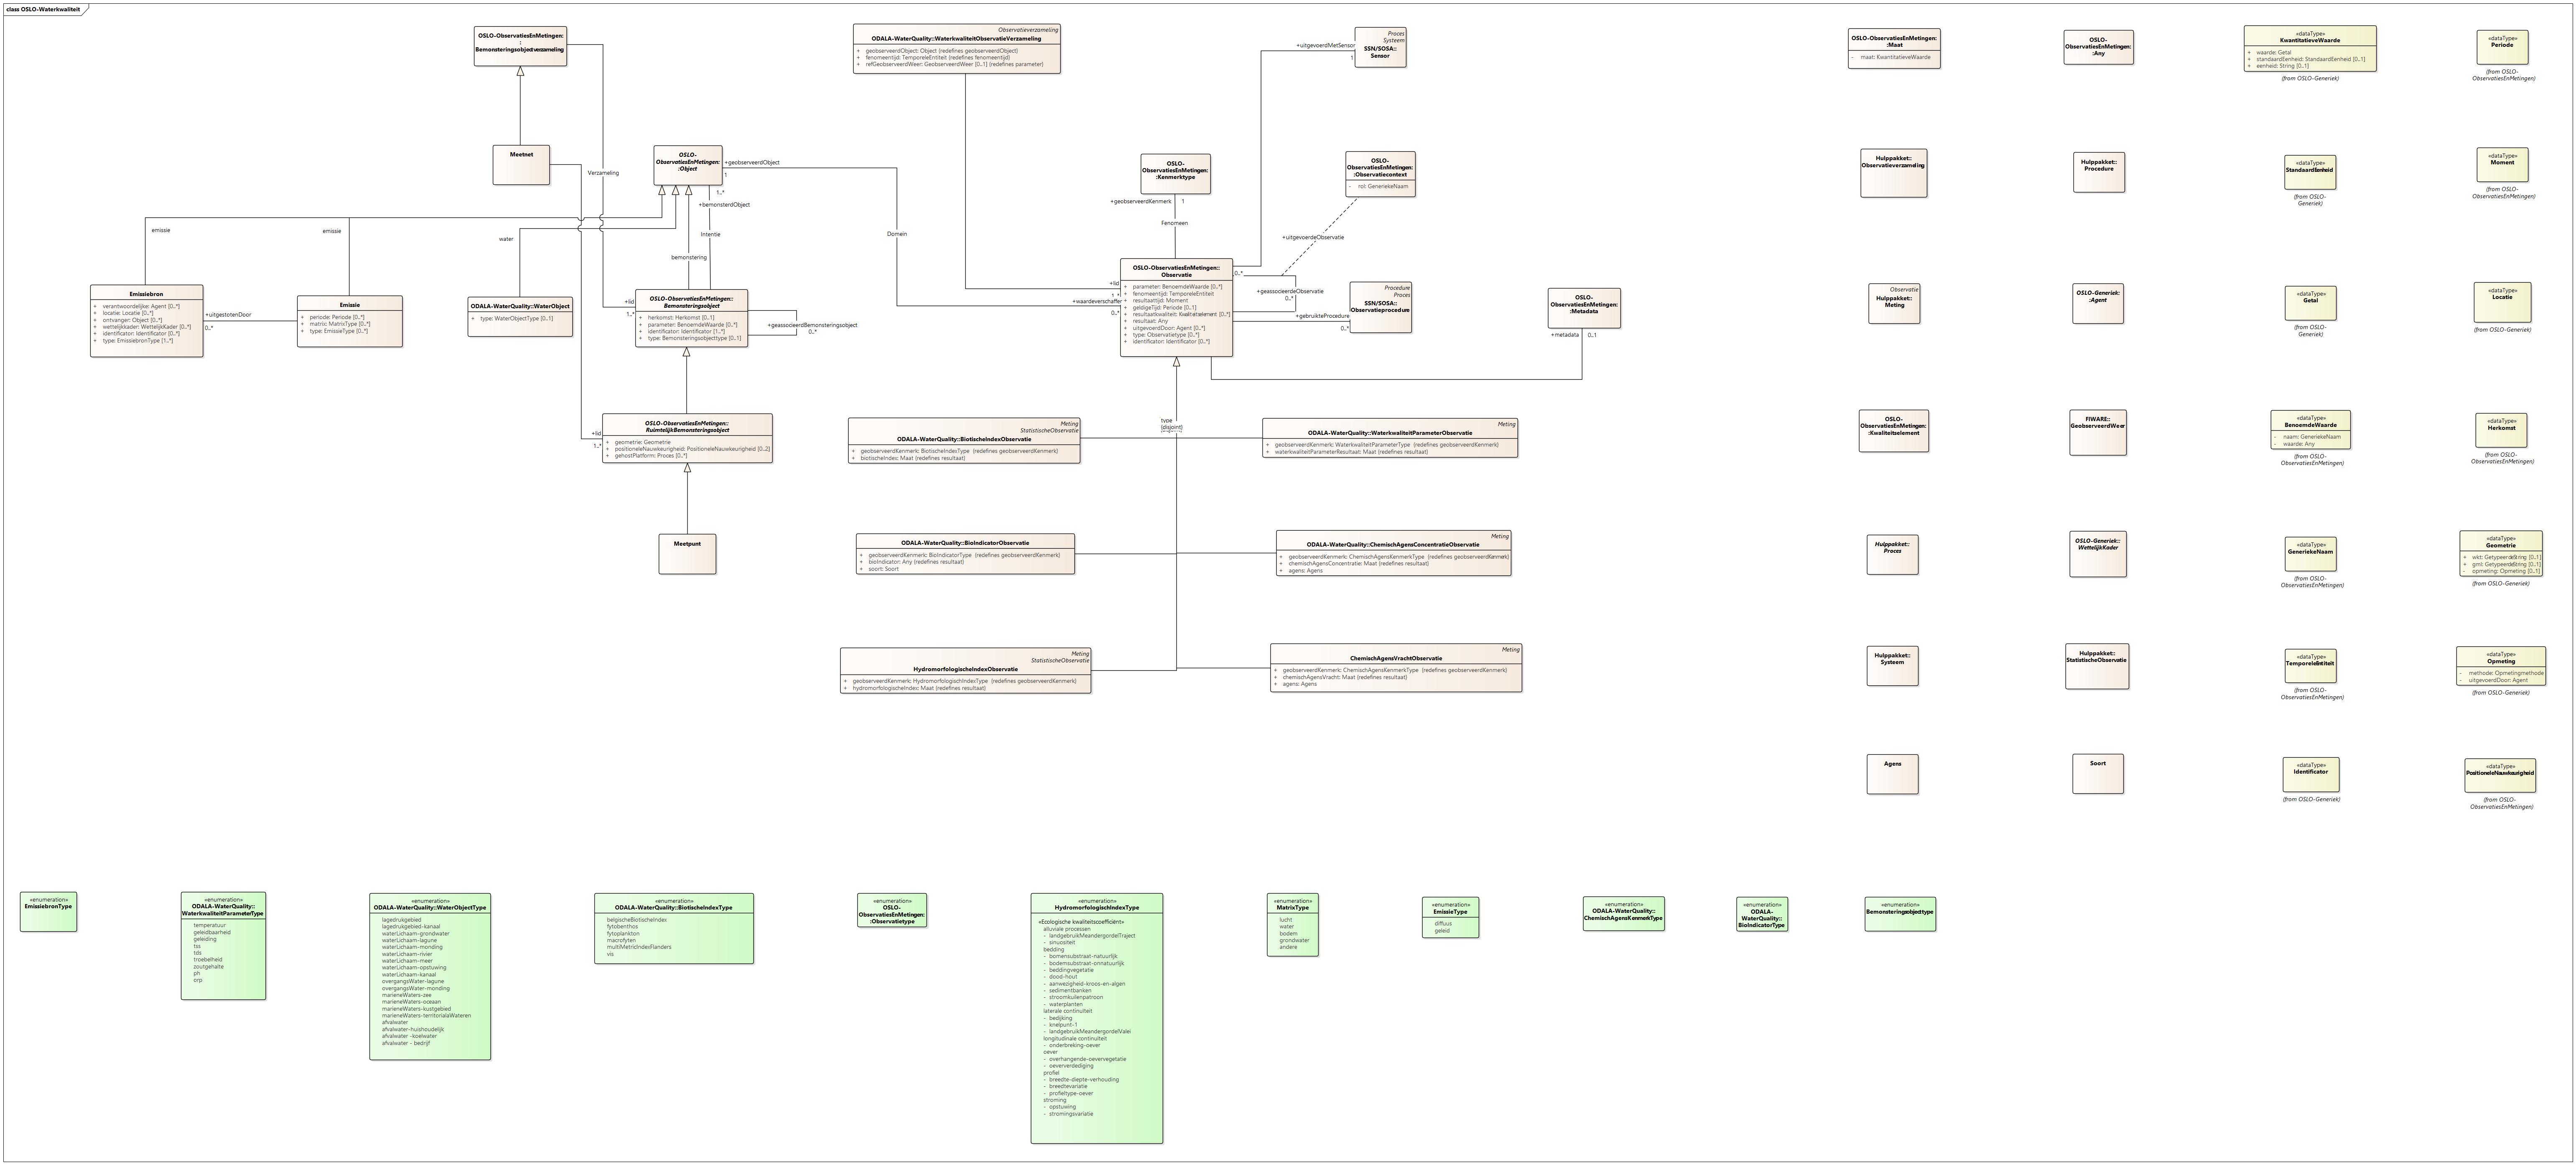 class OSLO-Waterkwaliteit
OSLO-ObservatiesEnMetingen:
:
Bemonsteringsobjectverzameling
Observatieverzameling
ODALA-WaterQuality::WaterkwaliteitObservatieVerzameling
+ geobserveerdObject: Object (redefines geobserveerdObject)
+ fenomeentijd: TemporeleEntiteit (redefines fenomeentijd)
+ refGeobserveerdWeer: GeobserveerdWeer [0..1] (redefines parameter)
+uitgevoerdMetSensor
1
Proces
Systeem
SSN/SOSA::
Sensor
OSLO-ObservatiesEnMetingen:
:Maat
- maat: KwantitatieveWaarde
OSLO-
ObservatiesEnMetingen:
:Any
«dataType»
KwantitatieveWaarde
+ waarde: Getal
+ standaardEenheid: StandaardEenheid [0..1]
+ eenheid: String [0..1]
(from OSLO-Generiek)
«dataType»
Periode
(from OSLO-
ObservatiesEnMetingen)
Meetnet
Verzameling
OSLO-
ObservatiesEnMetingen:
:Object
+geobserveerdObject
1
1..*
+bemonsterdObject
Intentie
bemonstering
Domein
OSLO-
ObservatiesEnMetingen:
:Kenmerktype
+geobserveerdKenmerk
1
Fenomeen
OSLO-
ObservatiesEnMetingen:
:Observatiecontext
- rol: GeneriekeNaam
+uitgevoerdeObservatie
Hulppakket::
Observatieverzameling
Hulppakket::
Procedure
«dataType»
StandaardEenheid
(from OSLO-
Generiek)
«dataType»
Moment
(from OSLO-
ObservatiesEnMetingen)
emissie
emissie
water
Emissiebron
+ verantwoordelijke: Agent [0..*]
+ locatie: Locatie [0..*]
+ ontvanger: Object [0..*]
+ wettelijkkader: WettelijkKader [0..*]
+ identificator: Identificator [0..*]
+ type: EmissiebronType [1..*]
+uitgestotenDoor
0..*
Emissie
+ periode: Periode [0..*]
+ matrix: MatrixType [0..*]
+ type: EmissieType [0..*]
ODALA-WaterQuality::WaterObject
+ type: WaterObjectType [0..1]
+lid
1..*
OSLO-ObservatiesEnMetingen::
Bemonsteringsobject
+ herkomst: Herkomst [0..1]
+ parameter: BenoemdeWaarde [0..*]
+ identificator: Identificator [1..*]
+ type: Bemonsteringsobjecttype [0..1]
+geassocieerdBemonsteringsobject
0..*
+lid
1..*
+waardeverschaffer
0..*
OSLO-ObservatiesEnMetingen::
Observatie
+ parameter: BenoemdeWaarde [0..*]
+ fenomeentijd: TemporeleEntiteit
+ resultaattijd: Moment
+ geldigeTijd: Periode [0..1]
+ resultaatkwaliteit: Kwaliteitselement [0..*]
+ resultaat: Any
+ uitgevoerdDoor: Agent [0..*]
+ type: Observatietype [0..*]
+ identificator: Identificator [0..*]
0..*
+geassocieerdeObservatie
0..*
+gebruikteProcedure
0..*
Procedure
Proces
SSN/SOSA::
Observatieprocedure
OSLO-
ObservatiesEnMetingen:
:Metadata
+metadata
0..1
Observatie
Hulppakket::
Meting
OSLO-Generiek::
:Agent
«dataType»
Getal
(from OSLO-
Generiek)
«dataType»
Locatie
(from OSLO-Generiek)
+lid
1..*
OSLO-ObservatiesEnMetingen::
RuimtelijkBemonsteringsobject
+ geometrie: Geometrie
+ positioneleNauwkeurigheid: PositioneleNauwkeurigheid [0..2]
+ gehostPlatform: Proces [0..*]
Meting
StatistischeObservatie
ODALA-WaterQuality::BiotischeIndexObservatie
+ geobserveerdKenmerk: BiotischeIndexType (redefines geobserveerdKenmerk)
+ biotischeIndex: Maat (redefines resultaat)
type
{disjoint}
Meting
ODALA-WaterQuality::WaterkwaliteitParameterObservatie
+ geobserveerdKenmerk: WaterkwaliteitParameterType (redefines geobserveerdKenmerk)
+ waterkwaliteitParameterResultaat: Maat (redefines resultaat)
OSLO-
ObservatiesEnMetingen:
:Kwaliteitselement
FIWARE::
GeobserveerdWeer
«dataType»
BenoemdeWaarde
- naam: GeneriekeNaam
- waarde: Any
(from OSLO-
ObservatiesEnMetingen)
«dataType»
Herkomst
(from OSLO-
ObservatiesEnMetingen)
Meetpunt
ODALA-WaterQuality::BioIndicatorObservatie
+ geobserveerdKenmerk: BioIndicatorType (redefines geobserveerdKenmerk)
+ bioIndicator: Any (redefines resultaat)
+ soort: Soort
Meting
ODALA-WaterQuality::ChemischAgensConcentratieObservatie
+ geobserveerdKenmerk: ChemischAgensKenmerkType (redefines geobserveerdKenmerk)
+ chemischAgensConcentratie: Maat (redefines resultaat)
+ agens: Agens
Hulppakket::
Proces
OSLO-Generiek::
WettelijkKader
«dataType»
GeneriekeNaam
(from OSLO-
ObservatiesEnMetingen)
«dataType»
Geometrie
+ wkt: GetypeerdeString [0..1]
+ gml: GetypeerdeString [0..1]
- opmeting: Opmeting [0..1]
(from OSLO-Generiek)
Meting
StatistischeObservatie
HydromorfologischeIndexObservatie
+ geobserveerdKenmerk: HydromorfologischIndexType (redefines geobserveerdKenmerk)
+ hydromorfologischeIndex: Maat (redefines resultaat)
Meting
ChemischAgensVrachtObservatie
+ geobserveerdKenmerk: ChemischAgensKenmerkType (redefines geobserveerdKenmerk)
+ chemischAgensVracht: Maat (redefines resultaat)
+ agens: Agens
Hulppakket::
Systeem
Hulppakket::
StatistischeObservatie
«dataType»
TemporeleEntiteit
(from OSLO-
ObservatiesEnMetingen)
«dataType»
Opmeting
- methode: Opmetingmethode
- uitgevoerdDoor: Agent
(from OSLO-Generiek)
Agens
Soort
«dataType»
Identificator
(from OSLO-Generiek)
«dataType»
PositioneleNauwkeurigheid
(from OSLO-
ObservatiesEnMetingen)
«enumeration»
EmissiebronType
«enumeration»
ODALA-WaterQuality::
WaterkwaliteitParameterType
temperatuur
geleidbaarheid
geleiding
tss
tds
troebelheid
zoutgehalte
ph
orp
«enumeration»
ODALA-WaterQuality::WaterObjectType
lagedrukgebied
lagedrukgebied-kanaal
waterLichaam-grondwater
waterLichaam-lagune
waterLichaam-monding
waterLichaam-rivier
waterLichaam-meer
waterLichaam-opstuwing
waterLichaam-kanaal
overgangsWater-lagune
overgangsWater-monding
marieneWaters-zee
marieneWaters-oceaan
marieneWaters-kustgebied
marieneWaters-territorialaWateren
afvalwater
afvalwater-huishoudelijk
afvalwater -koelwater
afvalwater - bedrijf
«enumeration»
ODALA-WaterQuality::BiotischeIndexType
belgischeBiotischeIndex
fytobenthos
fytoplankton
macrofyten
multiMetricIndexFlanders
vis
«enumeration»
OSLO-
ObservatiesEnMetingen:
:Observatietype
«enumeration»
HydromorfologischIndexType
«Ecologische kwaliteitscoefficiënt»
alluviale processen
- landgebruikMeandergordelTraject
- sinuositeit
bedding
- bomensubstraat-natuurlijk
- bodemsubstraat-onnatuurlijk
- beddingvegetatie
- dood-hout
- aanwezigheid-kroos-en-algen
- sedimentbanken
- stroomkuilenpatroon
- waterplanten
laterale continuïteit
- bedijking
- knelpunt-1
- landgebruikMeandergordelValei
longitudinale continuïteit
- onderbreking-oever
oever
- overhangende-oevervegetatie
- oeververdediging
profiel
- breedte-diepte-verhouding
- breedtevariatie
- profieltype-oever
stroming
- opstuwing
- stromingsvariatie
«enumeration»
MatrixType
lucht
water
bodem
grondwater
andere
«enumeration»
EmissieType
diffuus
geleid
«enumeration»
ODALA-WaterQuality::
ChemischAgensKenmerkType
«enumeration»
ODALA-
WaterQuality::
BioIndicatorType
«enumeration»
Bemonsteringsobjecttype